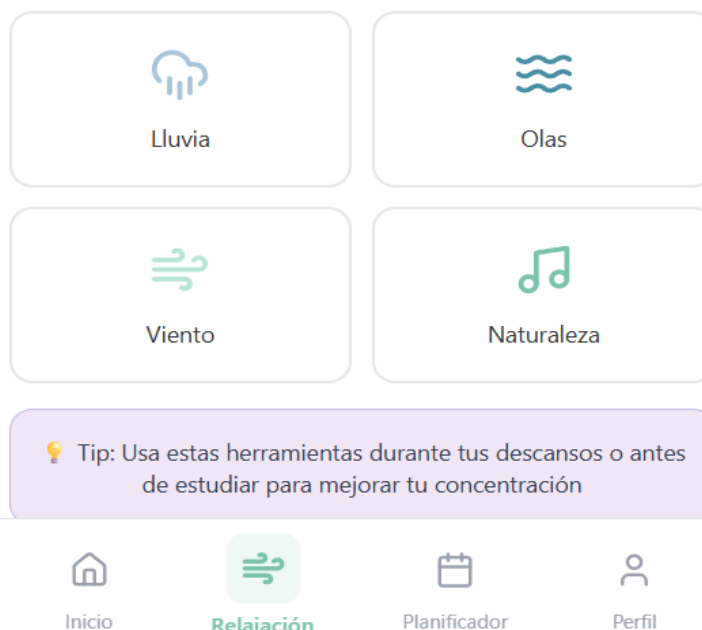 Lluvia
Olas
Viento
Naturaleza
Tip: Usa estas herramientas durante tus descansos o antes
de estudiar para mejorar tu concentración
Inicio
Relajación
Planificador
Perfil